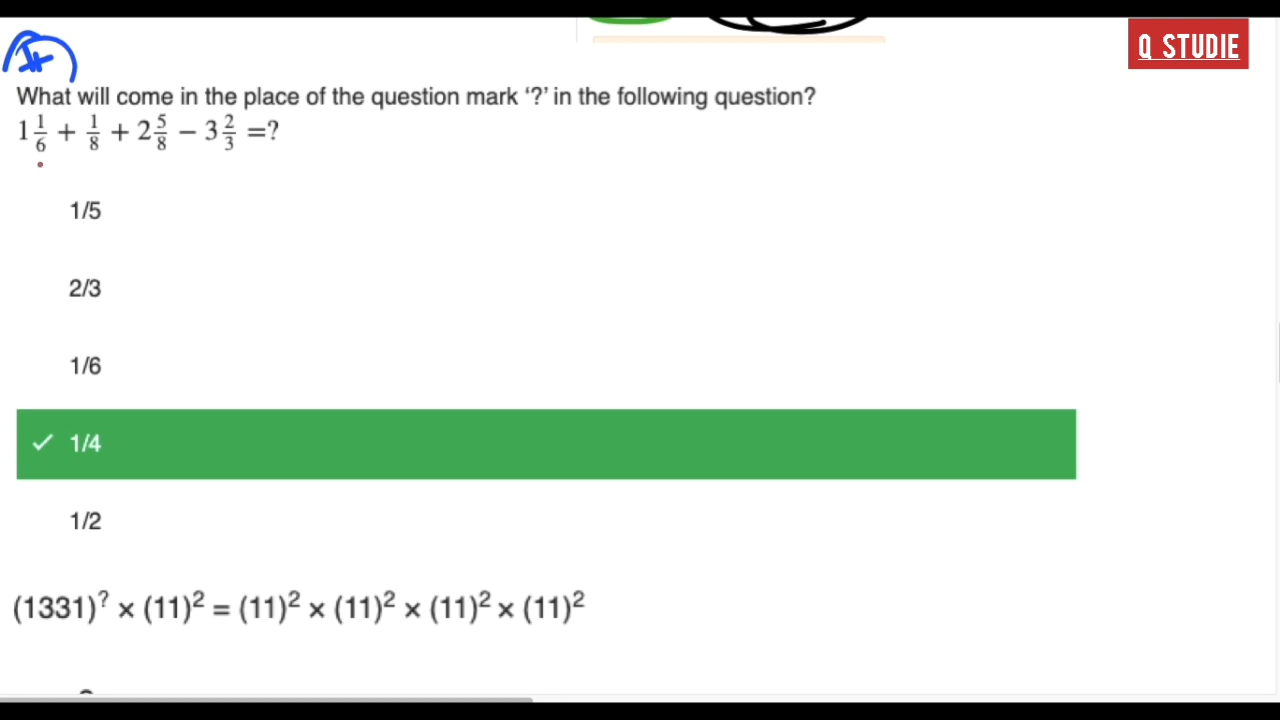 Q STUDIE
What will come in the place of the question mark ‘?’ in the following question?
1 1/6 + 1/8 + 2 5/8 − 3 2/3 =?
1/5
2/3
1/6
✓ 1/4
1/2
(1331)^? × (11)² = (11)² × (11)² × (11)² × (11)²